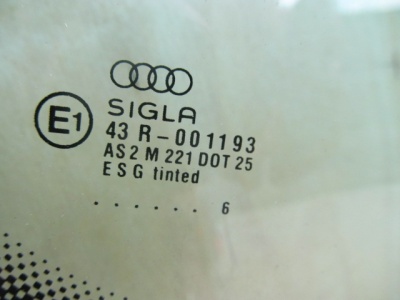 SIGLA
E1
43 R-001193
AS2 M 221 DOT 25
ESG tinted
...... 6